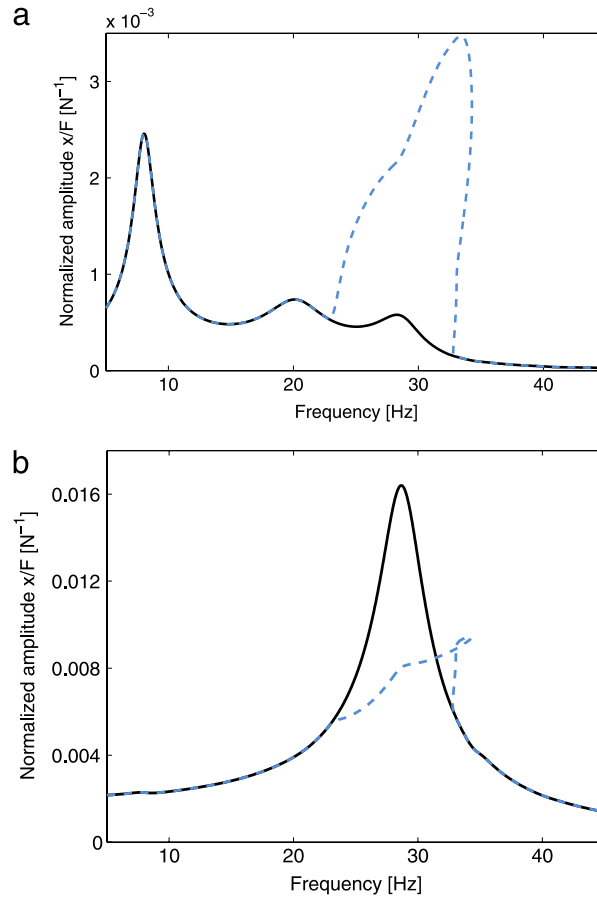 a
x 10⁻³
Normalized amplitude x/F [N⁻¹]
3
2
1
0
10
20
30
40
Frequency [Hz]
b
Normalized amplitude x/F [N⁻¹]
0.016
0.012
0.008
0.004
0
10
20
30
40
Frequency [Hz]